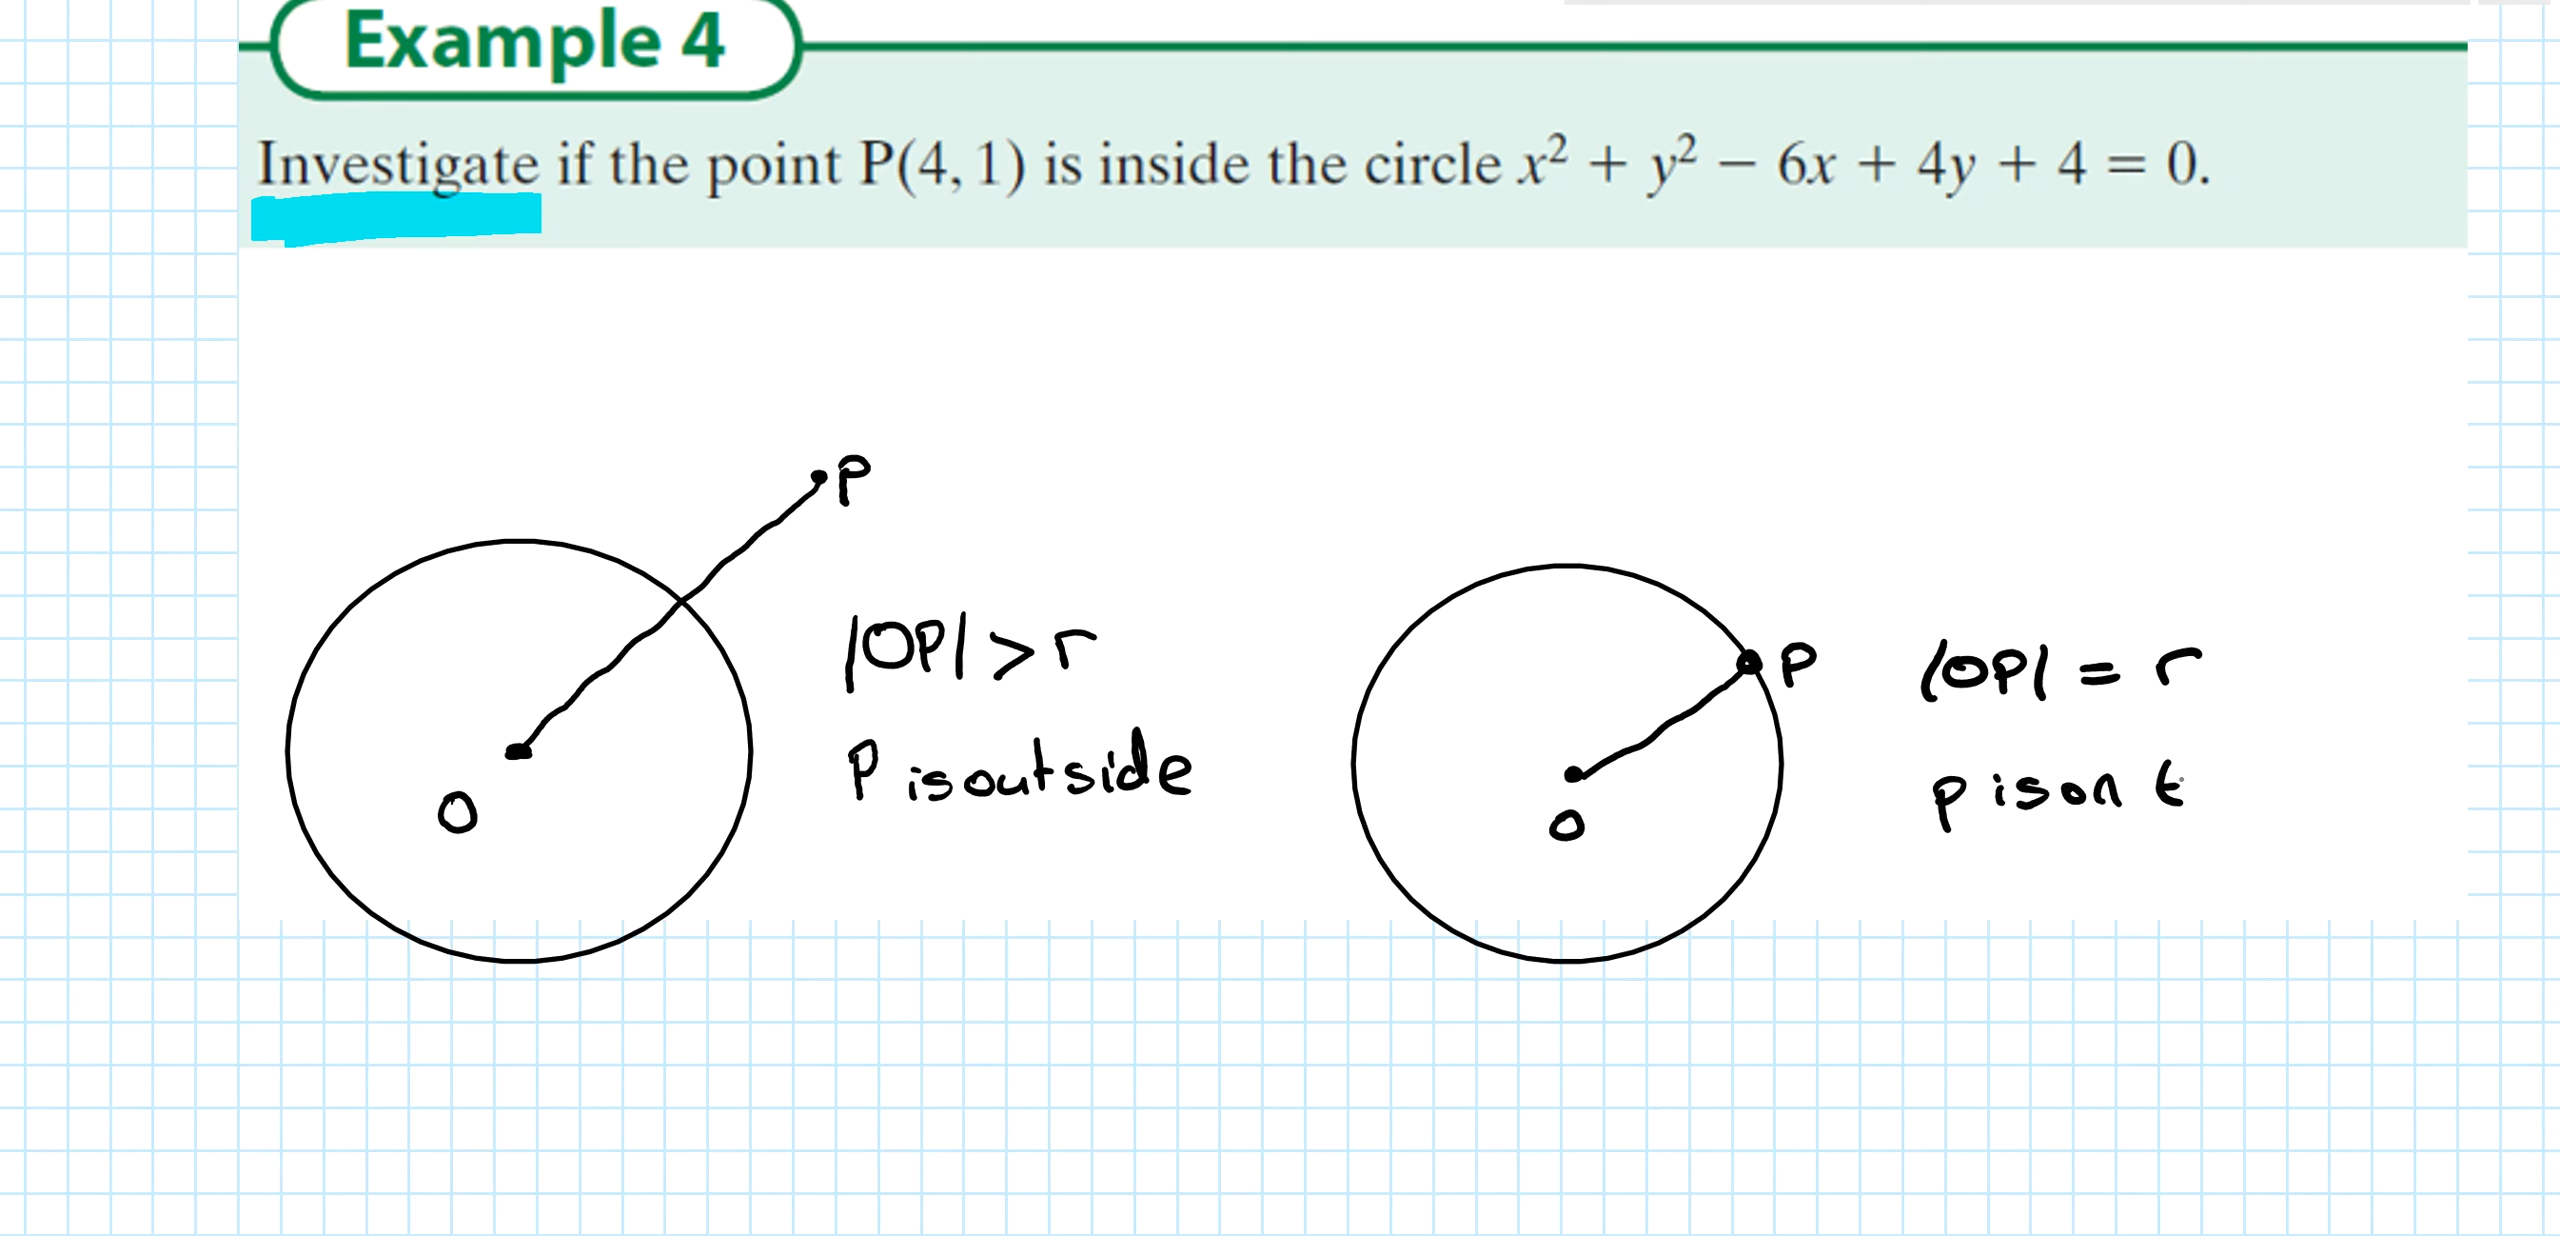 Example 4
Investigate if the point P(4, 1) is inside the circle x² + y² − 6x + 4y + 4 = 0.
P
O
|OP| > r
P is outside
P
O
|OP| = r
P is on t